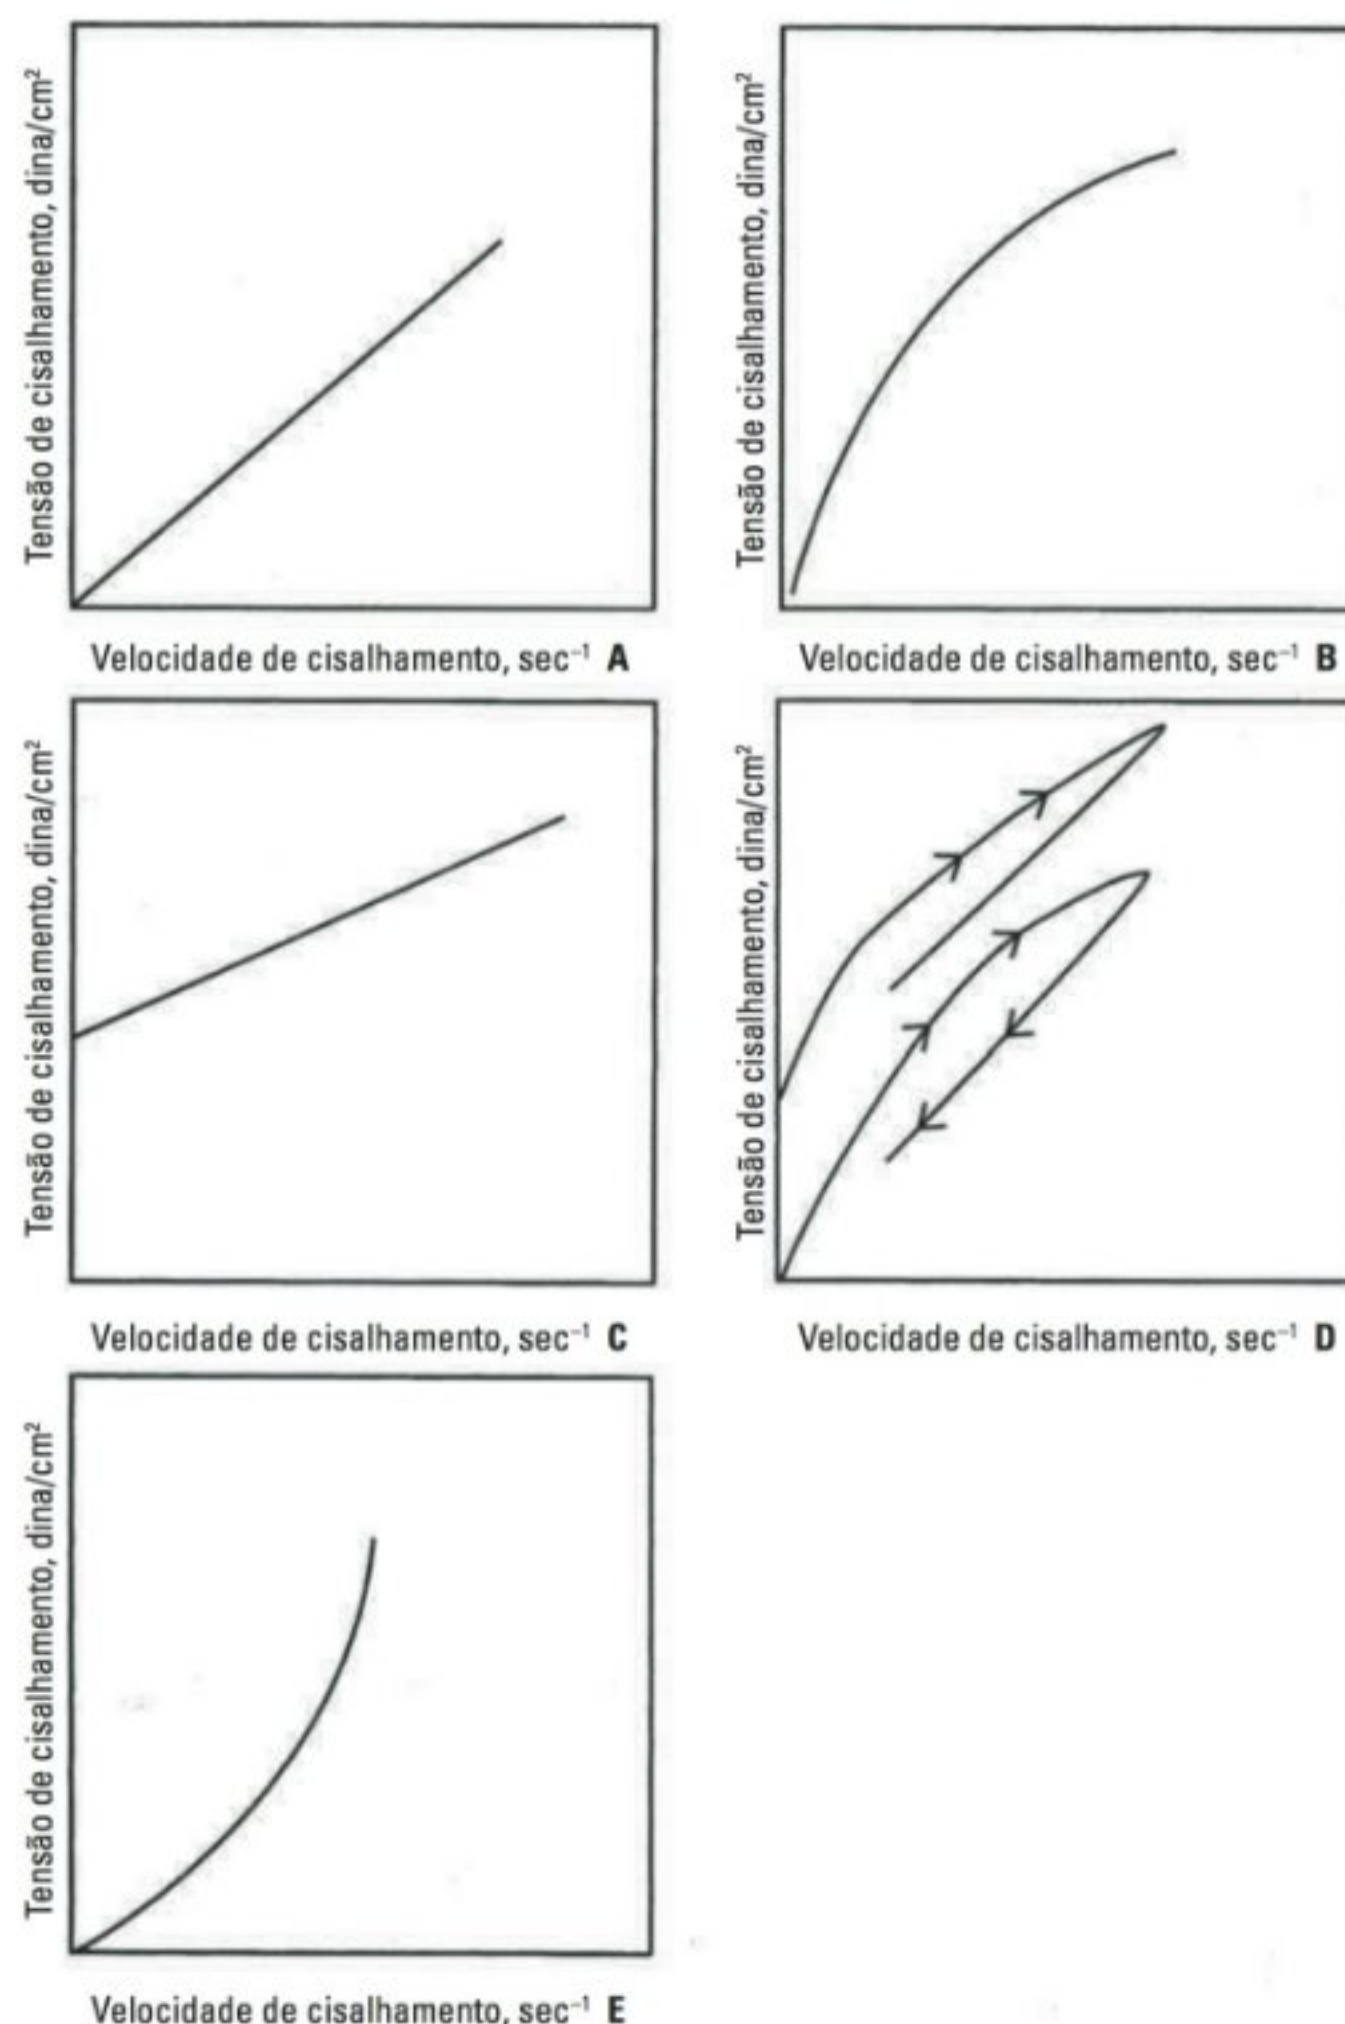 Tensão de cisalhamento, dina/cm²
Velocidade de cisalhamento, sec⁻¹ A
Tensão de cisalhamento, dina/cm²
Velocidade de cisalhamento, sec⁻¹ B
Tensão de cisalhamento, dina/cm²
Velocidade de cisalhamento, sec⁻¹ C
Tensão de cisalhamento, dina/cm²
Velocidade de cisalhamento, sec⁻¹ D
Tensão de cisalhamento, dina/cm²
Velocidade de cisalhamento, sec⁻¹ E